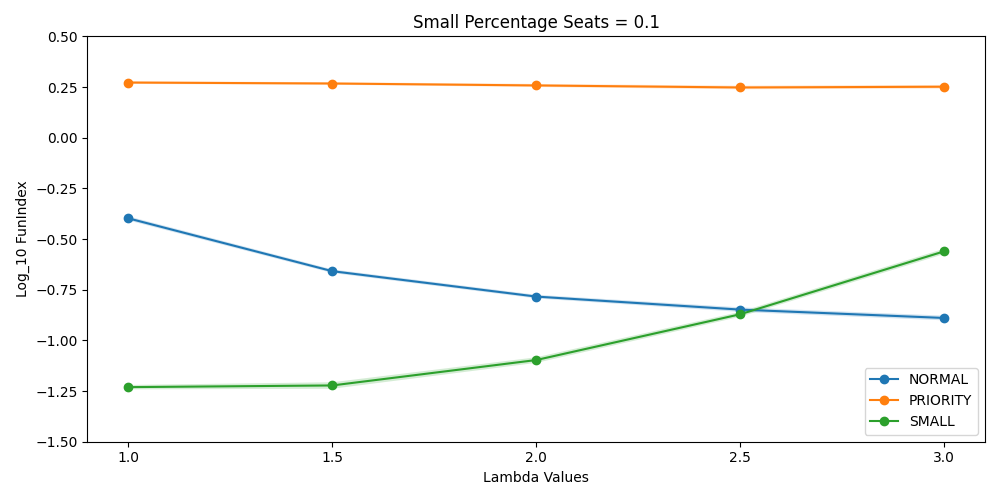 Small Percentage Seats = 0.1
Log_10 FunIndex
0.50
0.25
0.00
−0.25
−0.50
−0.75
−1.00
−1.25
−1.50
NORMAL
PRIORITY
SMALL
1.0 1.5 2.0 2.5 3.0
Lambda Values